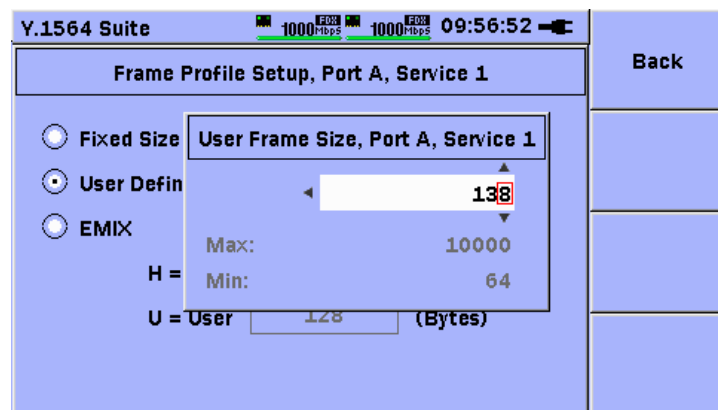 Y.1564 Suite 1000 FDX Mbps 1000 FDX Mbps 09:56:52
Back
Frame Profile Setup, Port A, Service 1
Fixed Size
User Frame Size, Port A, Service 1
User Defin
138
EMIX
Max: 10000
H =
Min: 64
U = User 128 (Bytes)